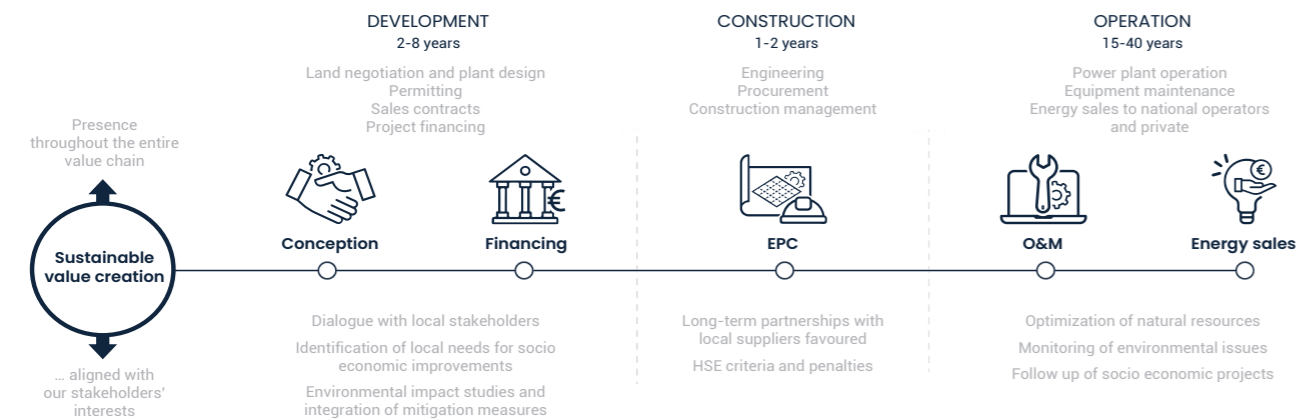 DEVELOPMENT
2-8 years
Land negotiation and plant design
Permitting
Sales contracts
Project financing
CONSTRUCTION
1-2 years
Engineering
Procurement
Construction management
OPERATION
15-40 years
Power plant operation
Equipment maintenance
Energy sales to national operators
and private
Presence
throughout the entire
value chain
Sustainable
value creation
... aligned with
our stakeholders'
interests
€
€
Conception
Financing
EPC
O&M
Energy sales
Dialogue with local stakeholders
Identification of local needs for socio
economic improvements
Environmental impact studies and
integration of mitigation measures
Long-term partnerships with
local suppliers favoured
HSE criteria and penalties
Optimization of natural resources
Monitoring of environmental issues
Follow up of socio economic projects